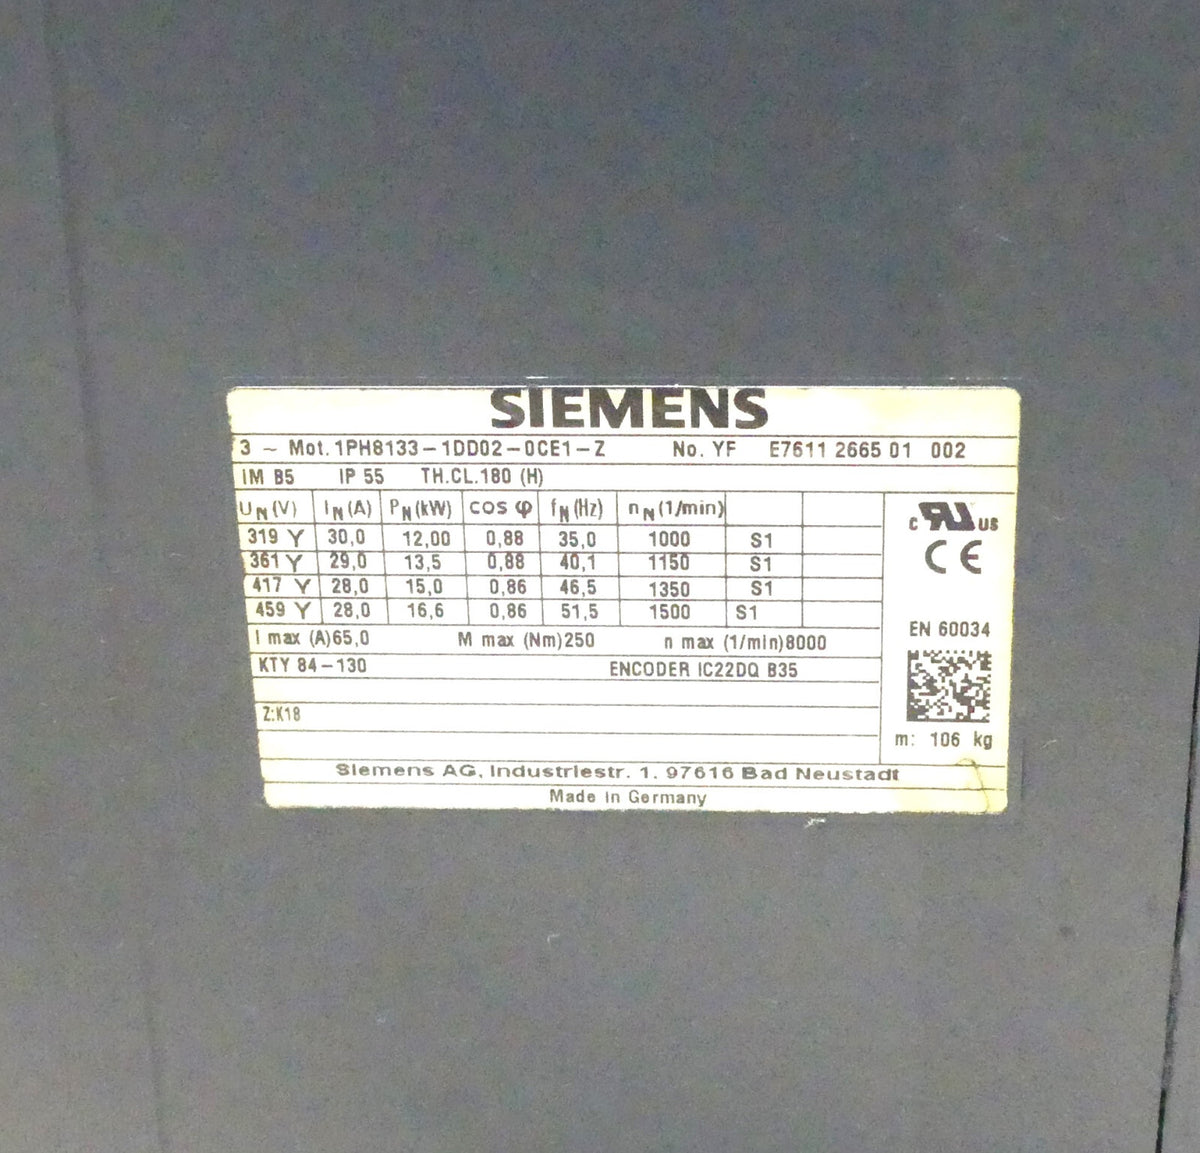 SIEMENS
3 ~ Mot. 1PH8133-1DD02-0CE1-Z No. YF E7611 2665 01 002
IM B5 IP 55 TH.CL.180 (H)
UN(V) IN(A) PN(kW) cos φ fN(Hz) nN(1/min)
319 Y 30,0 12,00 0,88 35,0 1000 S1
361 Y 29,0 13,5 0,88 40,1 1150 S1
417 Y 28,0 15,0 0,86 46,5 1350 S1
459 Y 28,0 16,6 0,86 51,5 1500 S1
c RU US
CE
EN 60034
I max (A)65,0 M max (Nm)250 n max (1/min)8000
KTY 84-130 ENCODER IC22DQ B35
Z:K18
m: 106 kg
Siemens AG, Industriestr. 1, 97616 Bad Neustadt
Made in Germany